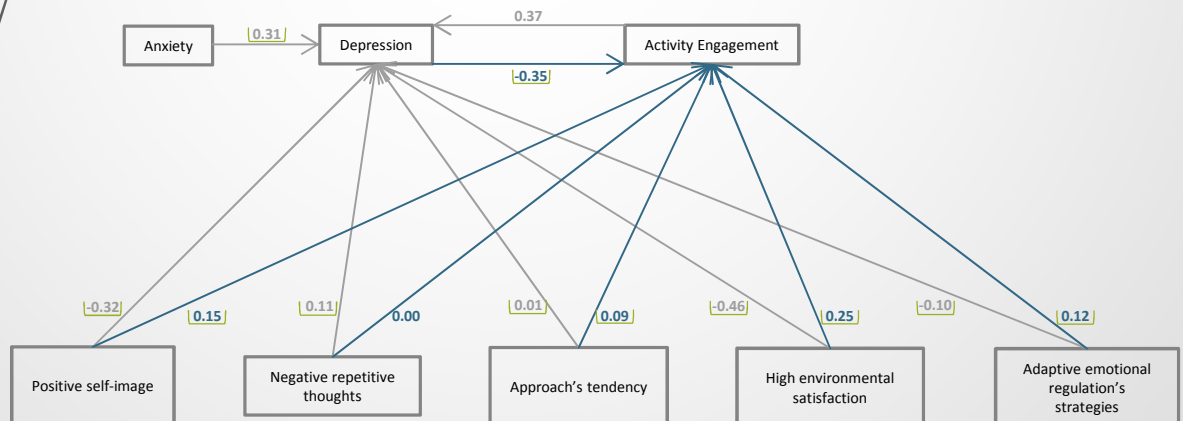 0.37
0.31
Anxiety
Depression
Activity Engagement
-0.35
-0.32
0.15
0.11
0.00
0.01
0.09
-0.46
0.25
-0.10
0.12
Positive self-image
Negative repetitive
thoughts
Approach's tendency
High environmental
satisfaction
Adaptive emotional
regulation's
strategies